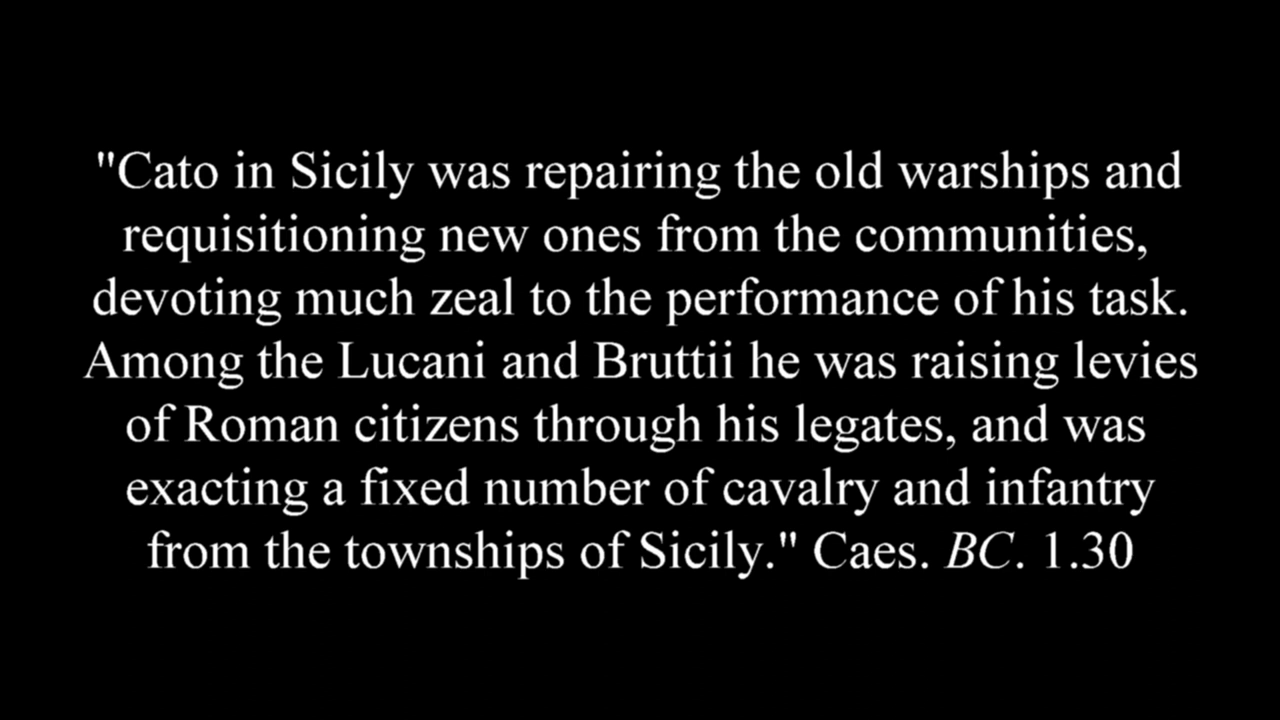 "Cato in Sicily was repairing the old warships and
requisitioning new ones from the communities,
devoting much zeal to the performance of his task.
Among the Lucani and Bruttii he was raising levies
of Roman citizens through his legates, and was
exacting a fixed number of cavalry and infantry
from the townships of Sicily." Caes. BC. 1.30